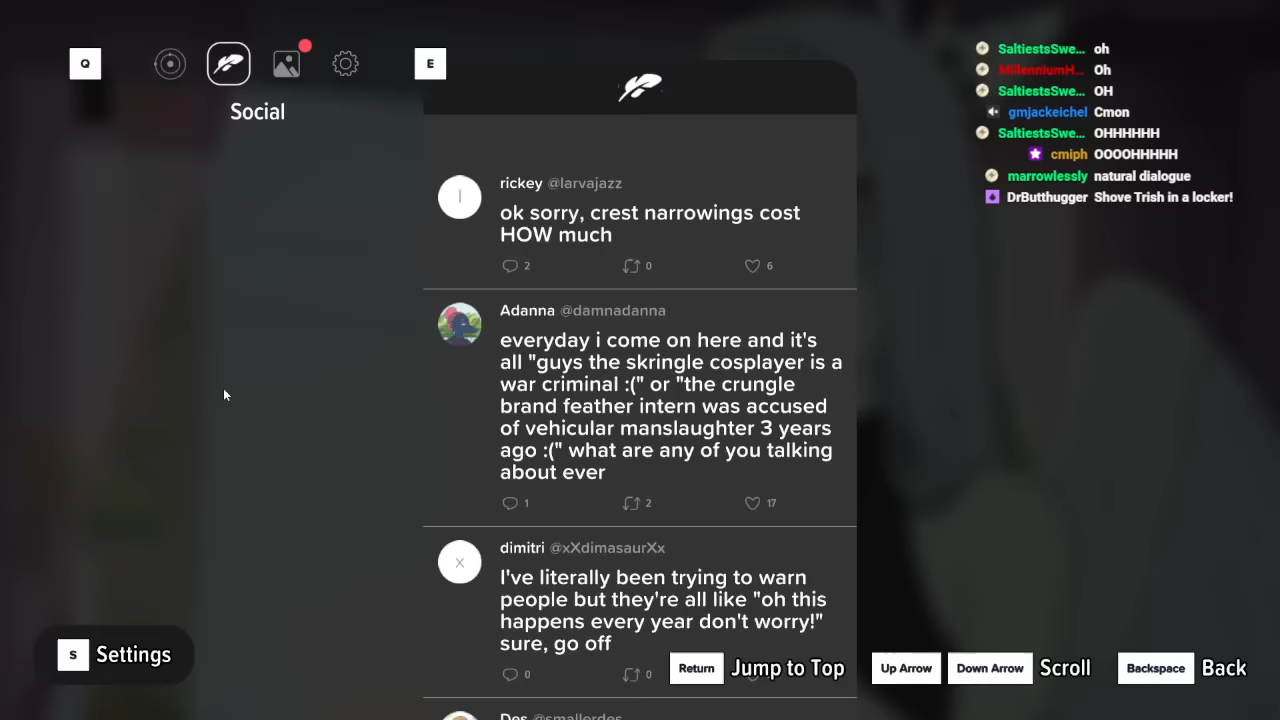 Q
E
Social
rickey @larvajazz
ok sorry, crest narrowings cost
HOW much
2 0 6
Adanna @damnadanna
everyday i come on here and it's
all "guys the skringle cosplayer is a
war criminal :(" or "the crungle
brand feather intern was accused
of vehicular manslaughter 3 years
ago :(" what are any of you talking
about ever
1 2 17
dimitri @xXdimasaurXx
I've literally been trying to warn
people but they're all like "oh this
happens every year don't worry!"
sure, go off
0 0
Des @smallerdes
S Settings
Return Jump to Top Up Arrow Down Arrow Scroll Backspace Back
SaltiestsSwe... oh
MillenniumH... Oh
SaltiestsSwe... OH
gmjackeichel Cmon
SaltiestsSwe... OHHHHHH
cmiph OOOOHHHHH
marrowlessly natural dialogue
DrButthugger Shove Trish in a locker!